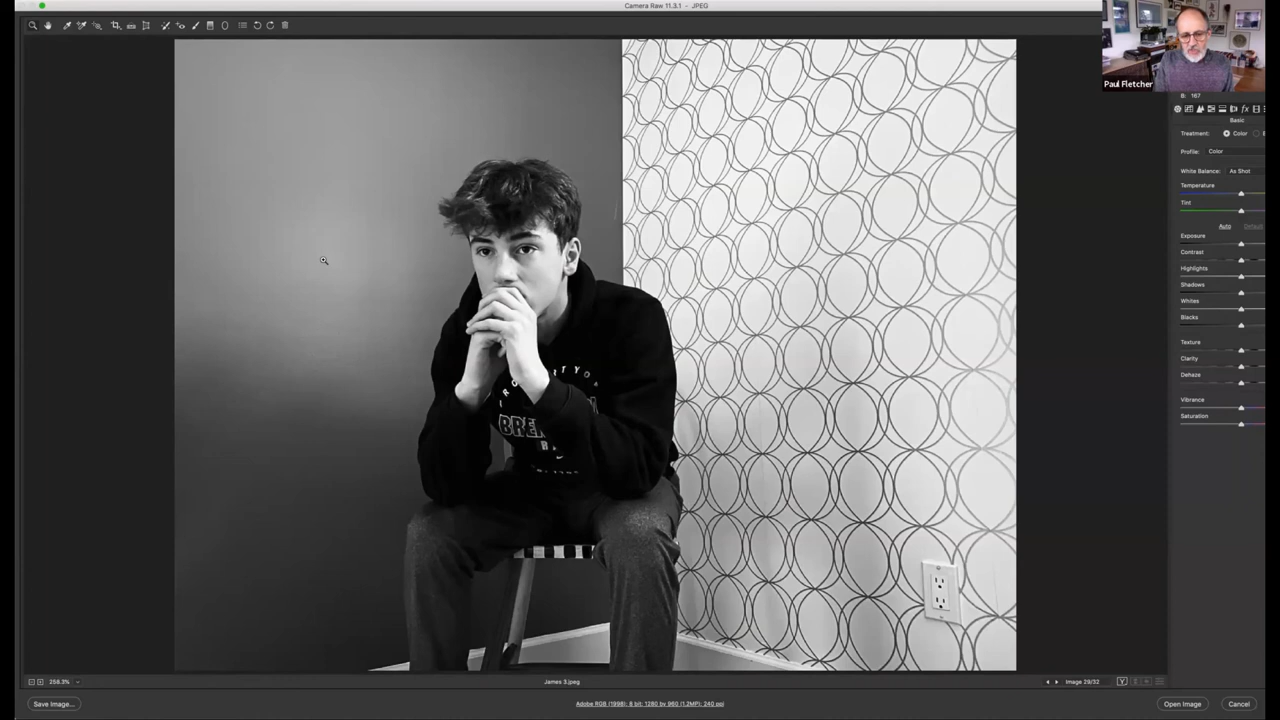 Camera Raw 11.3.1 - JPEG
Paul Fletcher
B: 167
Basic
Treatment: Color
Profile: Color
White Balance: As Shot
Temperature
Tint
Auto Default
Exposure
Contrast
Highlights
Shadows
Whites
Blacks
Texture
Clarity
Dehaze
Vibrance
Saturation
258.3%
James 3.jpeg
Image 29/32
Save Image...
Adobe RGB (1998); 8 bit; 1280 by 960 (1.2MP); 240 ppi
Open Image
Cancel